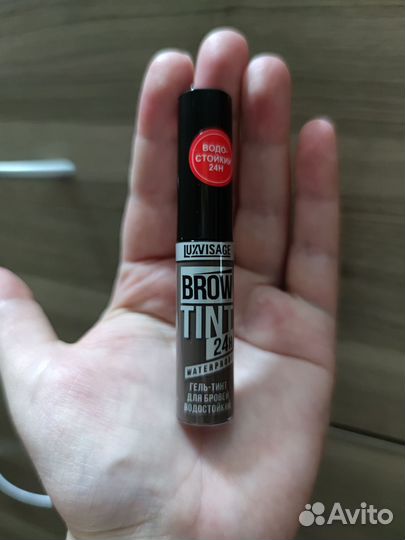 ВОДО-
СТОЙКИЙ
24H
LUXVISAGE
BROW
TINT
24H
WATERPROOF
ГЕЛЬ-ТИНТ
ДЛЯ БРОВЕЙ
ВОДОСТОЙКИЙ
Avito